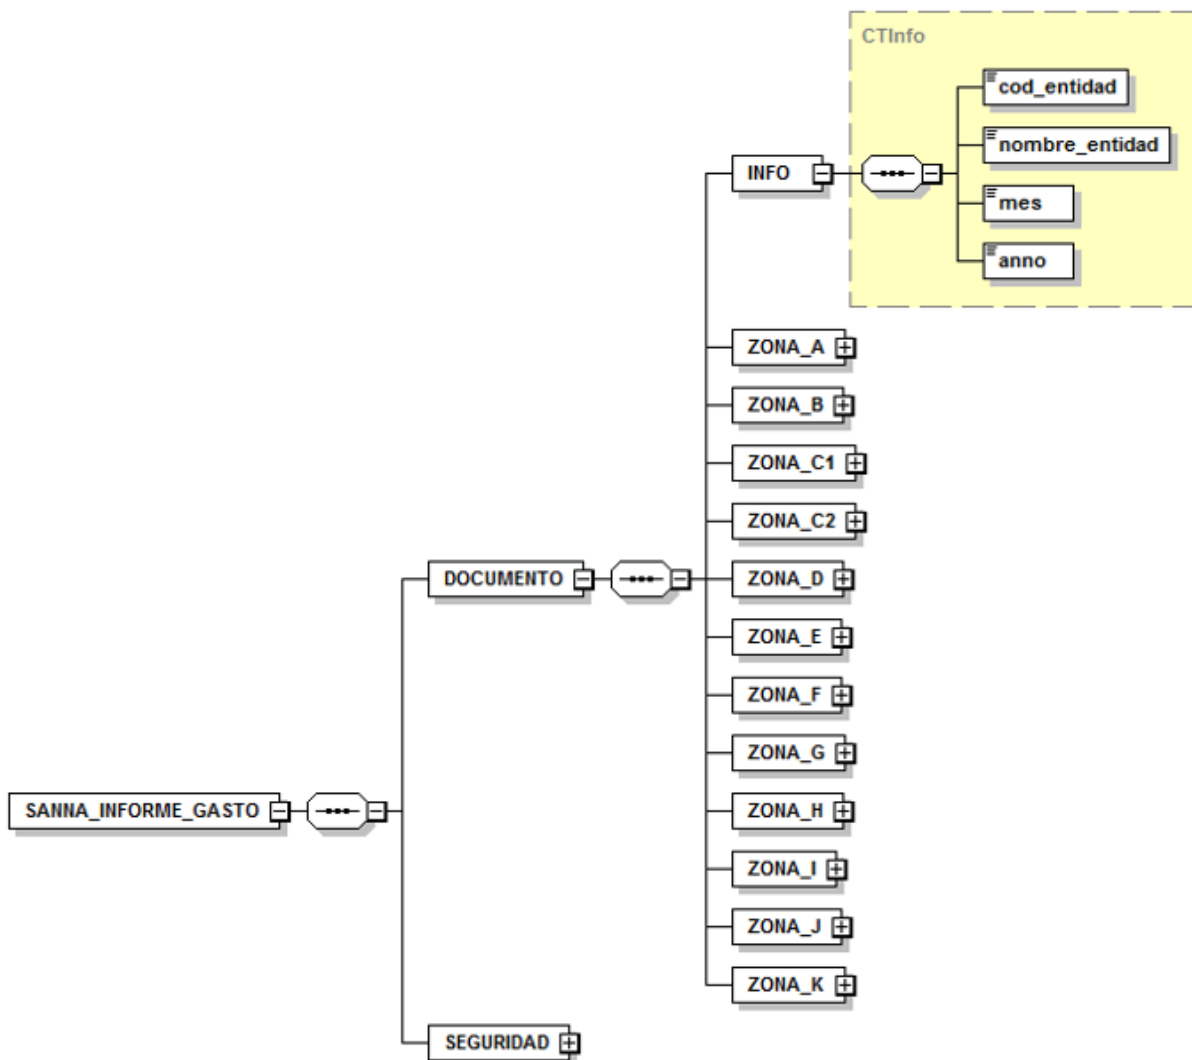 CTInfo
cod_entidad
nombre_entidad
INFO
mes
anno
ZONA_A
ZONA_B
ZONA_C1
ZONA_C2
DOCUMENTO
ZONA_D
ZONA_E
ZONA_F
ZONA_G
SANNA_INFORME_GASTO
ZONA_H
ZONA_I
ZONA_J
ZONA_K
SEGURIDAD